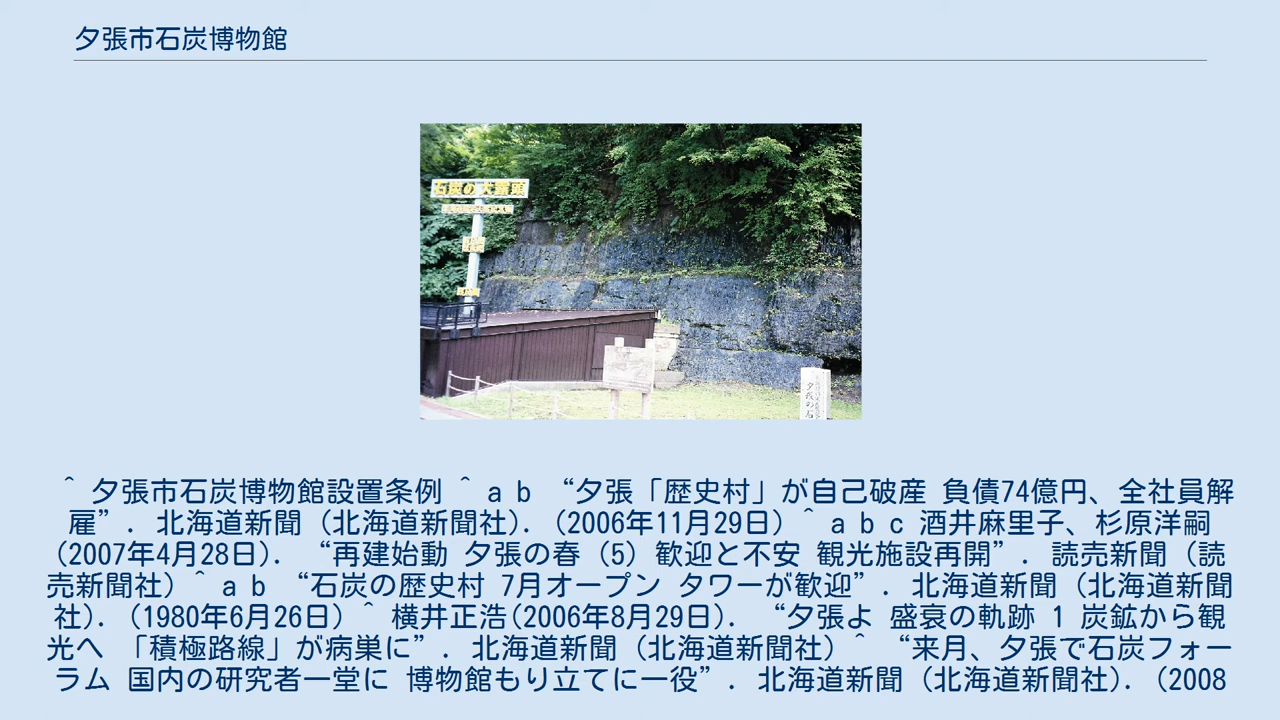 夕張市石炭博物館
石炭の大露頭
夕張の石
^ 夕張市石炭博物館設置条例 ^ a b “夕張「歴史村」が自己破産 負債74億円、全社員解
雇”. 北海道新聞 (北海道新聞社). (2006年11月29日) ^ a b c 酒井麻里子、杉原洋嗣
(2007年4月28日). “再建始動 夕張の春 (5) 歓迎と不安 観光施設再開”. 読売新聞 (読
売新聞社) ^ a b “石炭の歴史村 7月オープン タワーが歓迎”. 北海道新聞 (北海道新聞
社). (1980年6月26日) ^ 横井正浩(2006年8月29日). “夕張よ 盛衰の軌跡 1 炭鉱から観
光へ 「積極路線」が病巣に”. 北海道新聞 (北海道新聞社) ^ “来月、夕張で石炭フォー
ラム 国内の研究者一堂に 博物館もり立てに一役”. 北海道新聞 (北海道新聞社). (2008